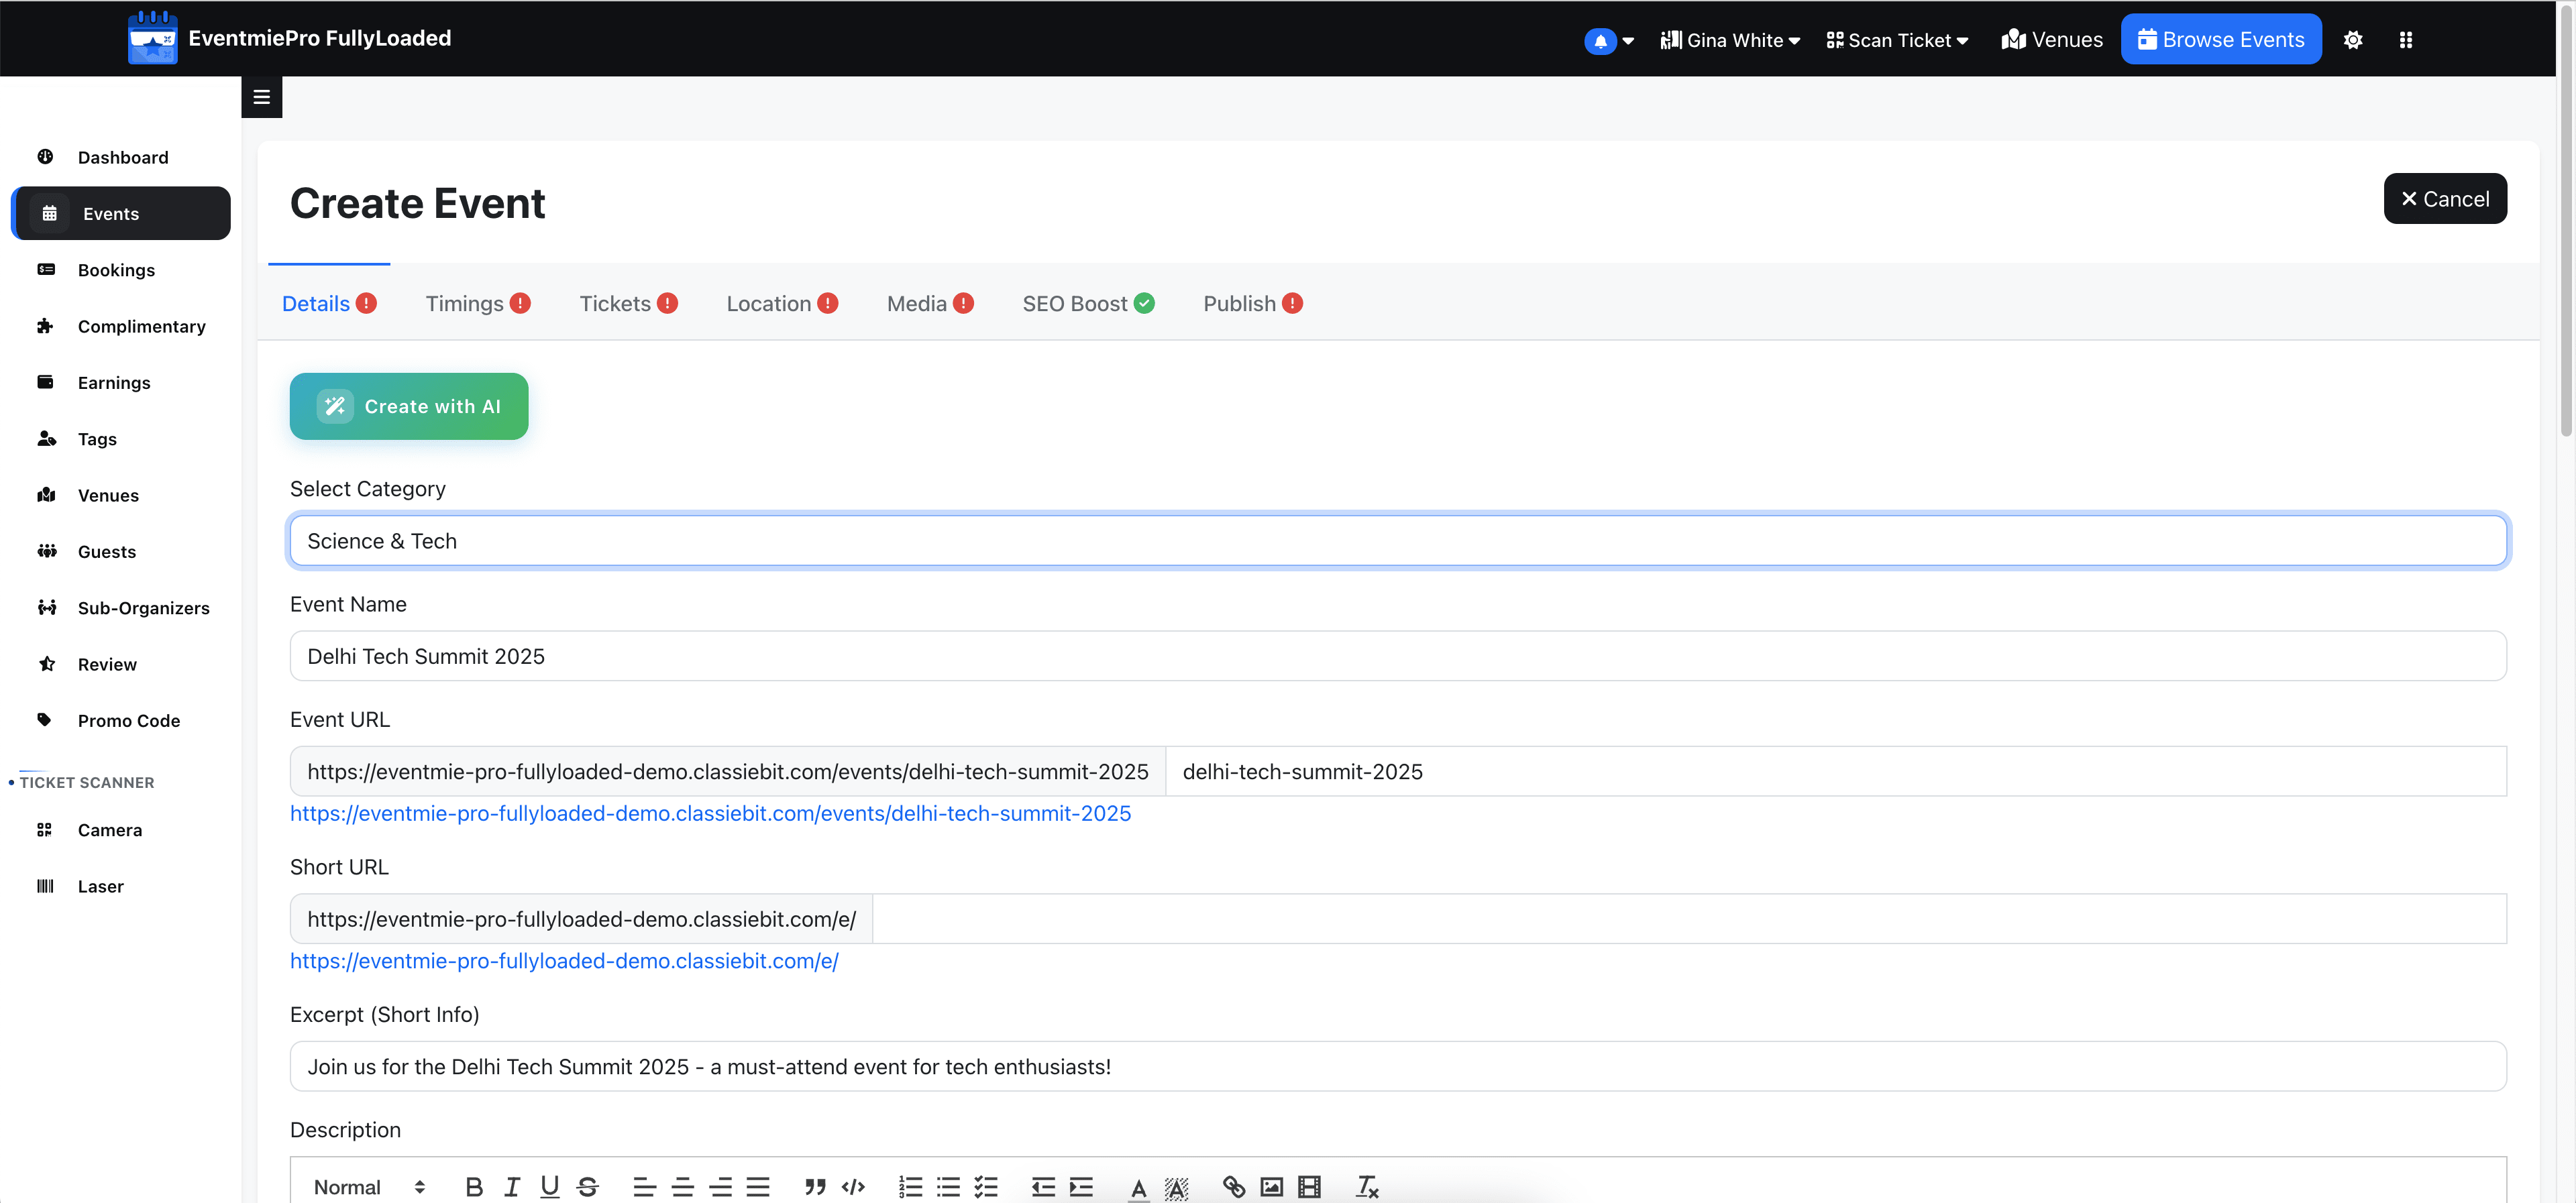 EventmiePro FullyLoaded
Gina White
Scan Ticket
Venues
Browse Events
Dashboard
Events
Bookings
Complimentary
Earnings
Tags
Venues
Guests
Sub-Organizers
Review
Promo Code
TICKET SCANNER
Camera
Laser
Create Event
Cancel
Details Timings Tickets Location Media SEO Boost Publish
Create with AI
Select Category
Science & Tech
Event Name
Delhi Tech Summit 2025
Event URL
https://eventmie-pro-fullyloaded-demo.classiebit.com/events/delhi-tech-summit-2025 delhi-tech-summit-2025
https://eventmie-pro-fullyloaded-demo.classiebit.com/events/delhi-tech-summit-2025
Short URL
https://eventmie-pro-fullyloaded-demo.classiebit.com/e/
https://eventmie-pro-fullyloaded-demo.classiebit.com/e/
Excerpt (Short Info)
Join us for the Delhi Tech Summit 2025 - a must-attend event for tech enthusiasts!
Description
Normal